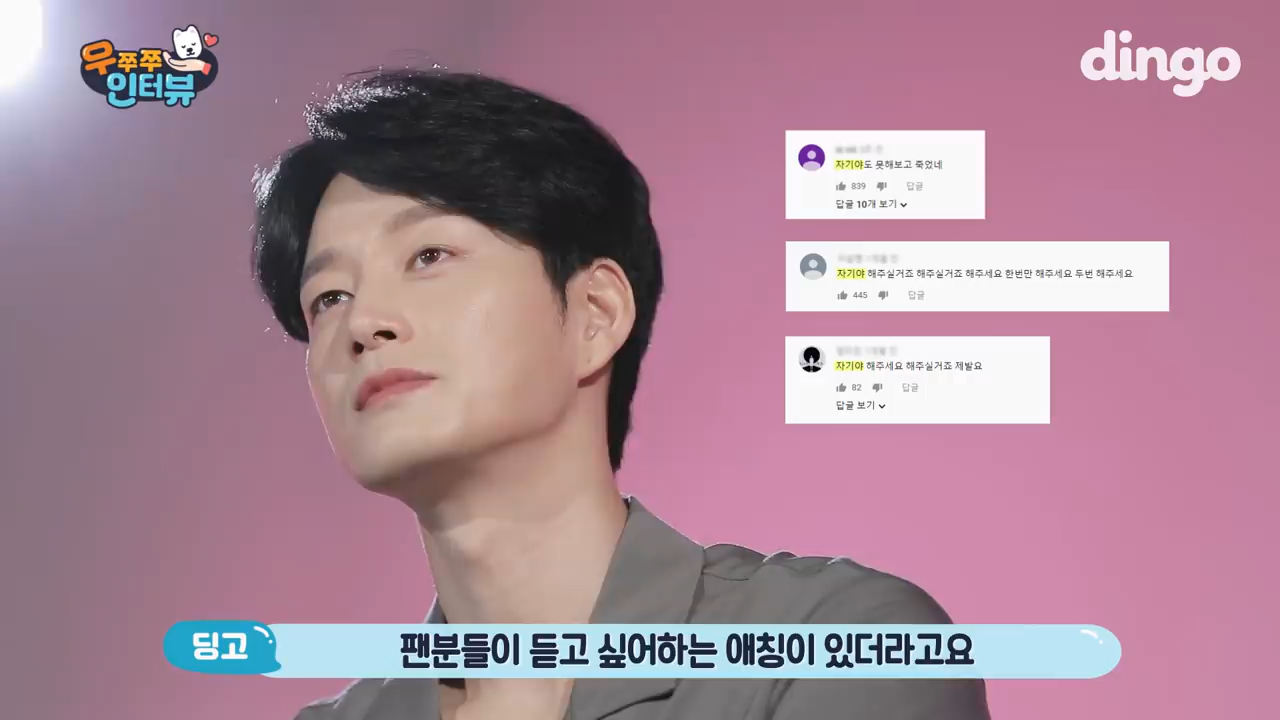 우쭈쭈
인터뷰
dingo
자기야도 못해보고 죽었네
839 답글
답글 10개 보기
자기야 해주실거죠 해주실거죠 해주세요 한번만 해주세요 두번 해주세요
445 답글
자기야 해주세요 해주실거죠 제발요
82 답글
답글 보기
딩고
팬분들이 듣고 싶어하는 애칭이 있더라고요